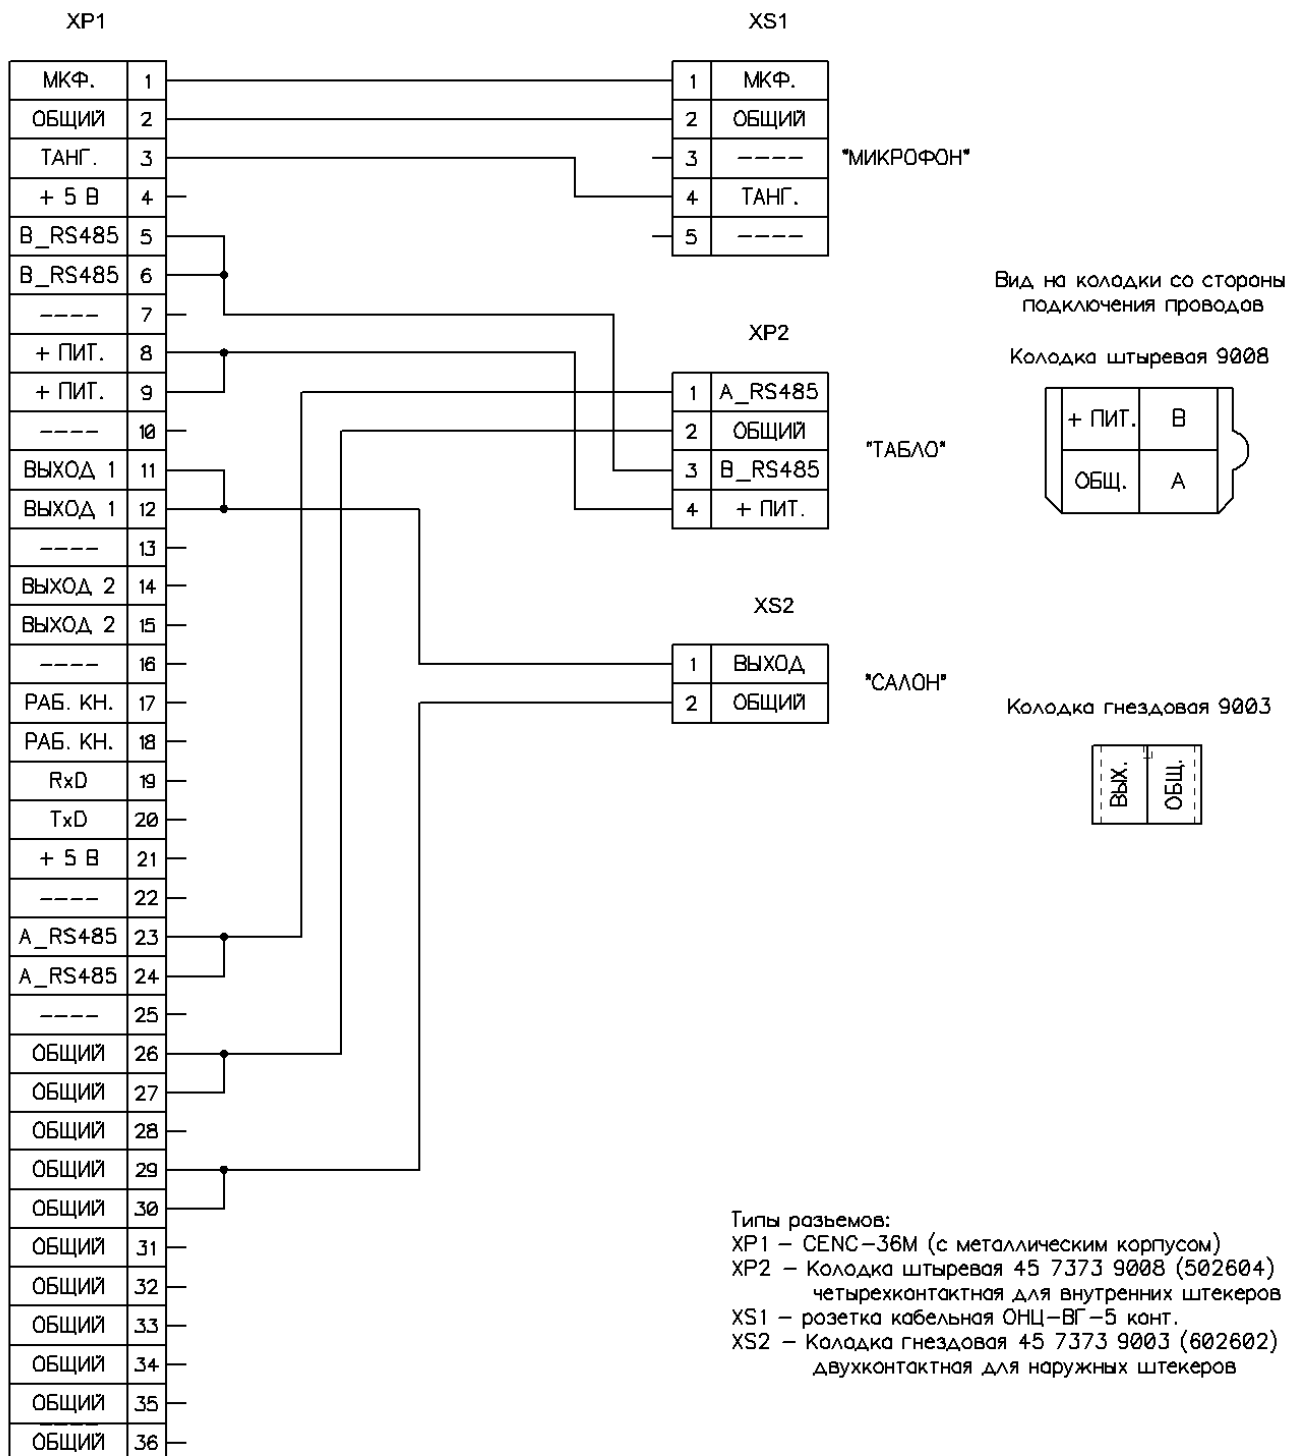 XP1
МКФ. 1
ОБЩИЙ 2
ТАНГ. 3
+ 5 В 4
B_RS485 5
B_RS485 6
---- 7
+ ПИТ. 8
+ ПИТ. 9
---- 10
ВЫХОД 1 11
ВЫХОД 1 12
---- 13
ВЫХОД 2 14
ВЫХОД 2 15
---- 16
РАБ. КН. 17
РАБ. КН. 18
RxD 19
TxD 20
+ 5 В 21
---- 22
A_RS485 23
A_RS485 24
---- 25
ОБЩИЙ 26
ОБЩИЙ 27
ОБЩИЙ 28
ОБЩИЙ 29
ОБЩИЙ 30
ОБЩИЙ 31
ОБЩИЙ 32
ОБЩИЙ 33
ОБЩИЙ 34
ОБЩИЙ 35
ОБЩИЙ 36
XS1
1 МКФ.
2 ОБЩИЙ
3 ----
4 ТАНГ.
5 ----
"МИКРОФОН"
XP2
1 A_RS485
2 ОБЩИЙ
3 B_RS485
4 + ПИТ.
"ТАБЛО"
XS2
1 ВЫХОД
2 ОБЩИЙ
"САЛОН"
Вид на колодки со стороны
подключения проводов
Колодка штыревая 9008
+ ПИТ. В
ОБЩ. А
Колодка гнездовая 9003
ВЫХ. ОБЩ.
Типы разъемов:
XP1 – CENC–36M (с металлическим корпусом)
XP2 – Колодка штыревая 45 7373 9008 (502604)
четырехконтактная для внутренних штекеров
XS1 – розетка кабельная ОНЦ–ВГ–5 конт.
XS2 – Каладка гнездовая 45 7373 9003 (602602)
двухконтактная для наружных штекеров